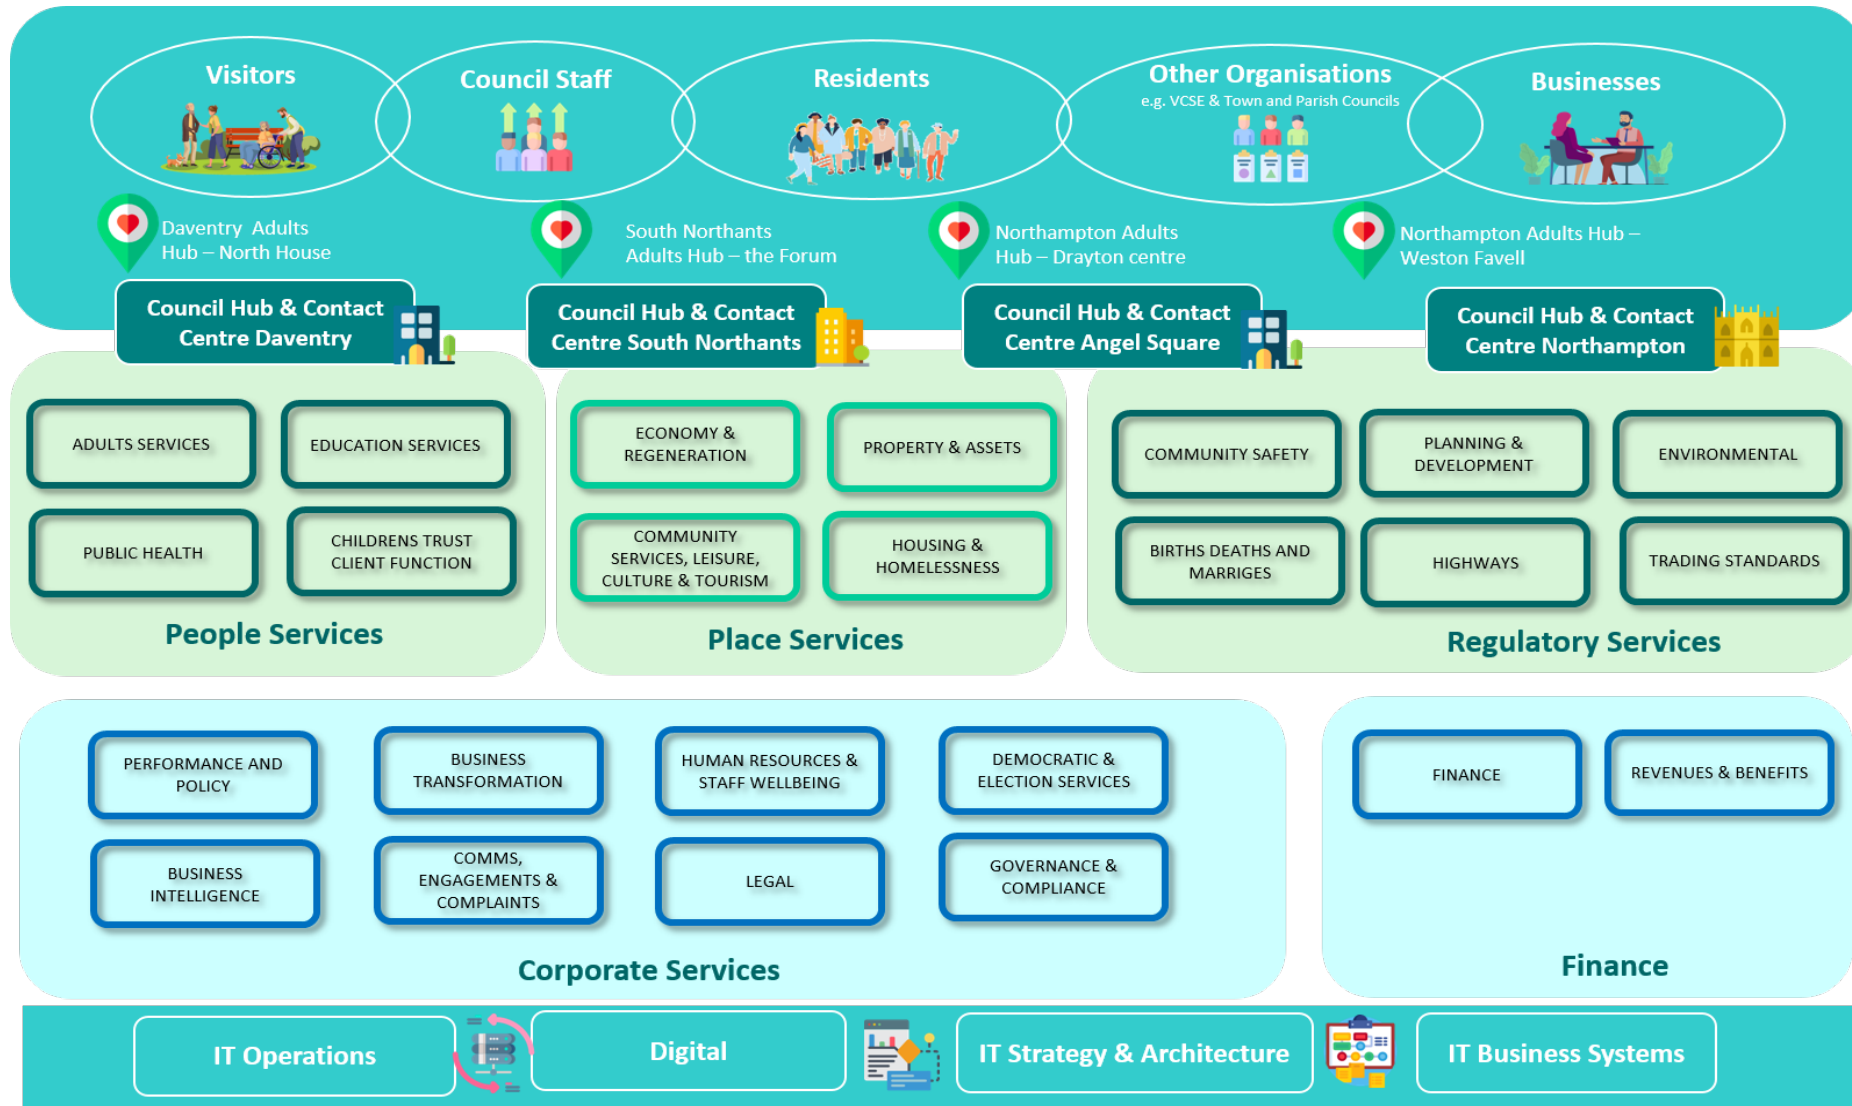 Visitors
Council Staff
Residents
Other Organisations
e.g. VCSE & Town and Parish Councils
Businesses
Daventry Adults
Hub – North House
South Northants
Adults Hub – the Forum
Northampton Adults
Hub – Drayton centre
Northampton Adults Hub –
Weston Favell
Council Hub & Contact
Centre Daventry
Council Hub & Contact
Centre South Northants
Council Hub & Contact
Centre Angel Square
Council Hub & Contact
Centre Northampton
ADULTS SERVICES
EDUCATION SERVICES
PUBLIC HEALTH
CHILDRENS TRUST
CLIENT FUNCTION
People Services
ECONOMY &
REGENERATION
PROPERTY & ASSETS
COMMUNITY
SERVICES, LEISURE,
CULTURE & TOURISM
HOUSING &
HOMELESSNESS
Place Services
COMMUNITY SAFETY
PLANNING &
DEVELOPMENT
ENVIRONMENTAL
BIRTHS DEATHS AND
MARRIGES
HIGHWAYS
TRADING STANDARDS
Regulatory Services
PERFORMANCE AND
POLICY
BUSINESS
TRANSFORMATION
HUMAN RESOURCES &
STAFF WELLBEING
DEMOCRATIC &
ELECTION SERVICES
BUSINESS
INTELLIGENCE
COMMS,
ENGAGEMENTS &
COMPLAINTS
LEGAL
GOVERNANCE &
COMPLIANCE
Corporate Services
FINANCE
REVENUES & BENEFITS
Finance
IT Operations
Digital
IT Strategy & Architecture
IT Business Systems